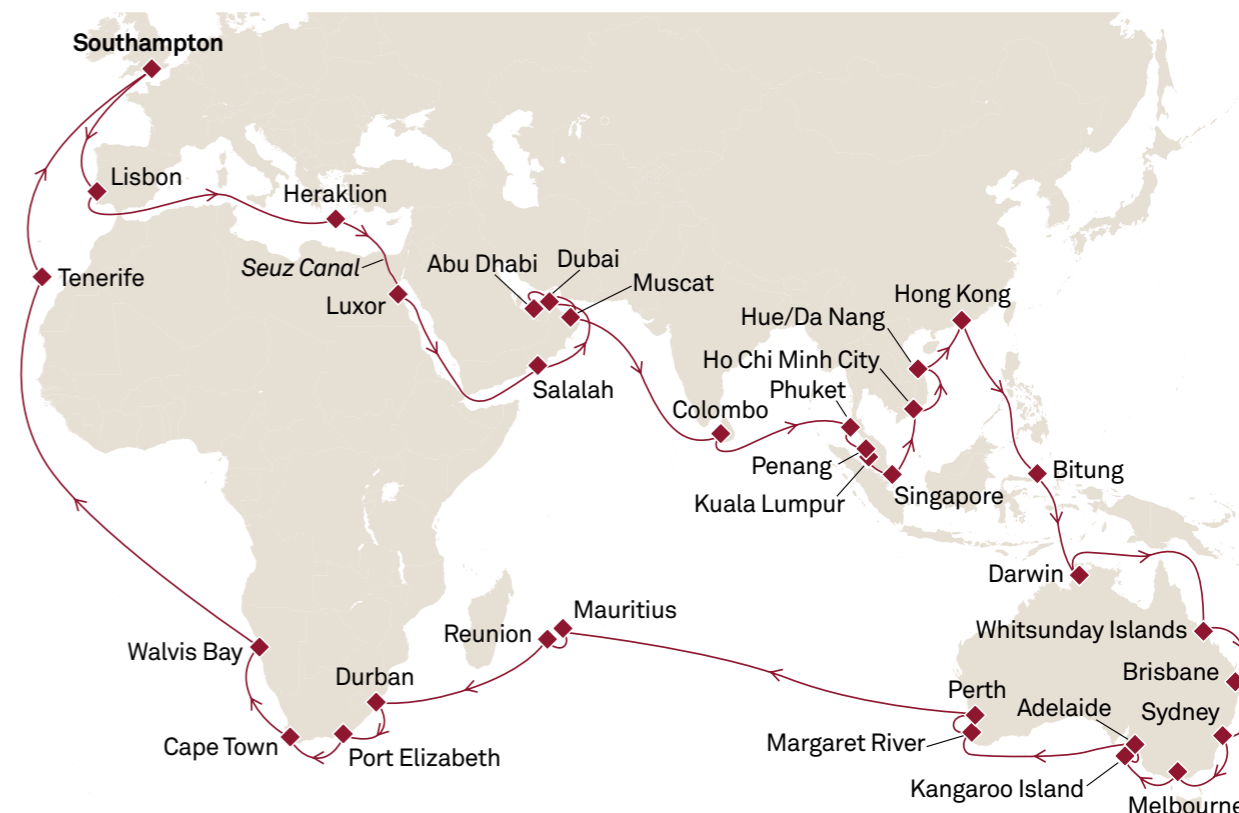 Southampton
Lisbon
Heraklion
Seuz Canal
Abu Dhabi
Dubai
Muscat
Tenerife
Luxor
Hong Kong
Hue/Da Nang
Ho Chi Minh City
Salalah
Phuket
Colombo
Penang
Bitung
Kuala Lumpur
Singapore
Darwin
Mauritius
Reunion
Whitsunday Islands
Walvis Bay
Durban
Brisbane
Perth
Adelaide
Sydney
Cape Town
Port Elizabeth
Margaret River
Kangaroo Island
Melbourne